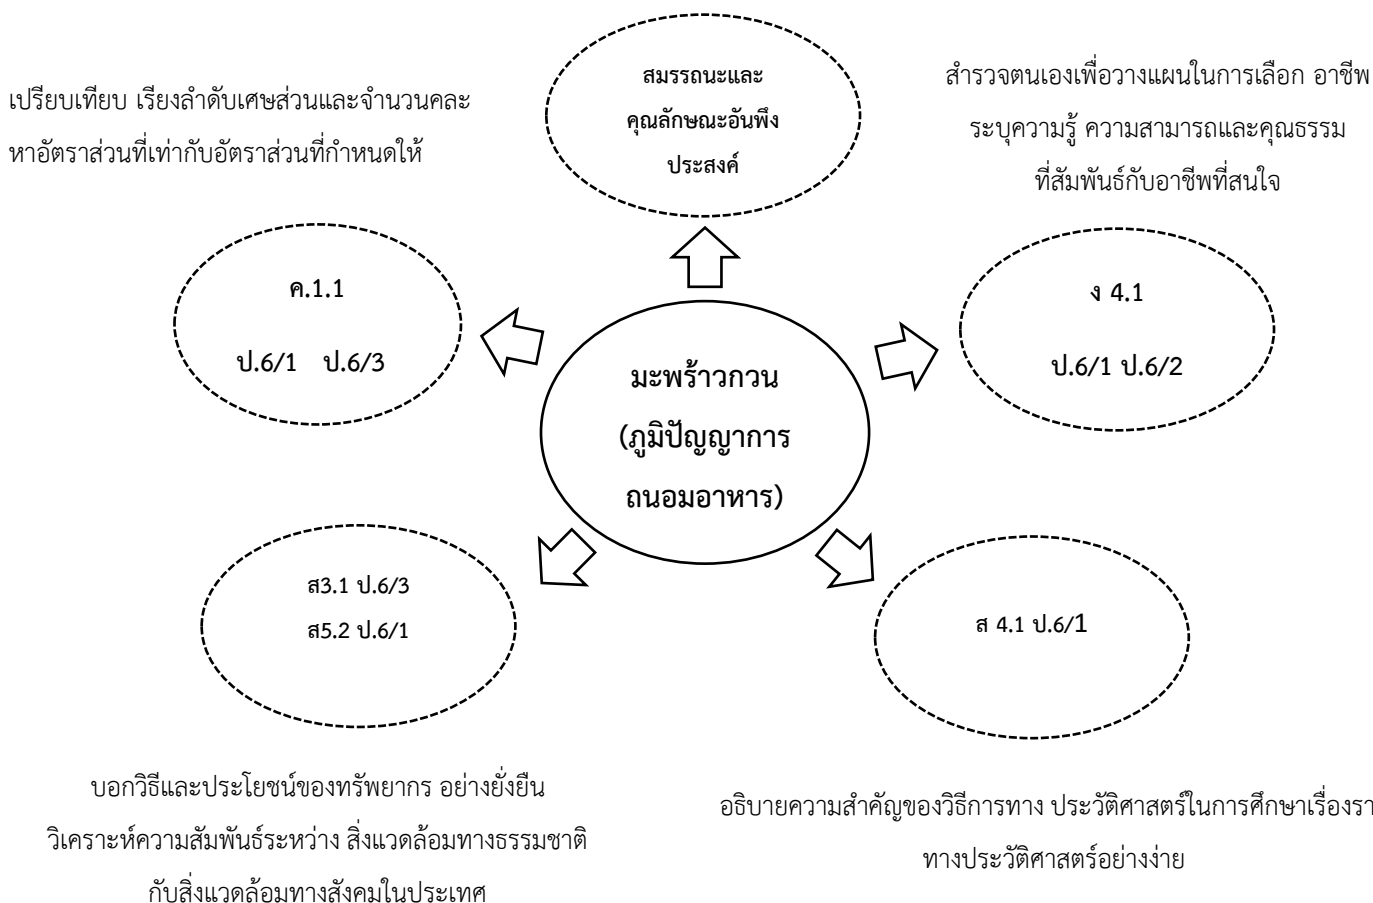 สมรรถนะและ
คุณลักษณะอันพึง
ประสงค์
เปรียบเทียบ เรียงลำดับเศษส่วนและจำนวนคละ
หาอัตราส่วนที่เท่ากับอัตราส่วนที่กำหนดให้
สำรวจตนเองเพื่อวางแผนในการเลือก อาชีพ
ระบุความรู้ ความสามารถและคุณธรรม
ที่สัมพันธ์กับอาชีพที่สนใจ
ค.1.1
ป.6/1 ป.6/3
ง 4.1
ป.6/1 ป.6/2
มะพร้าวกวน
(ภูมิปัญญาการ
ถนอมอาหาร)
ส3.1 ป.6/3
ส5.2 ป.6/1
ส 4.1 ป.6/1
บอกวิธีและประโยชน์ของทรัพยากร อย่างยั่งยืน
วิเคราะห์ความสัมพันธ์ระหว่าง สิ่งแวดล้อมทางธรรมชาติ
กับสิ่งแวดล้อมทางสังคมในประเทศ
อธิบายความสำคัญของวิธีการทาง ประวัติศาสตร์ในการศึกษาเรื่องรา
ทางประวัติศาสตร์อย่างง่าย